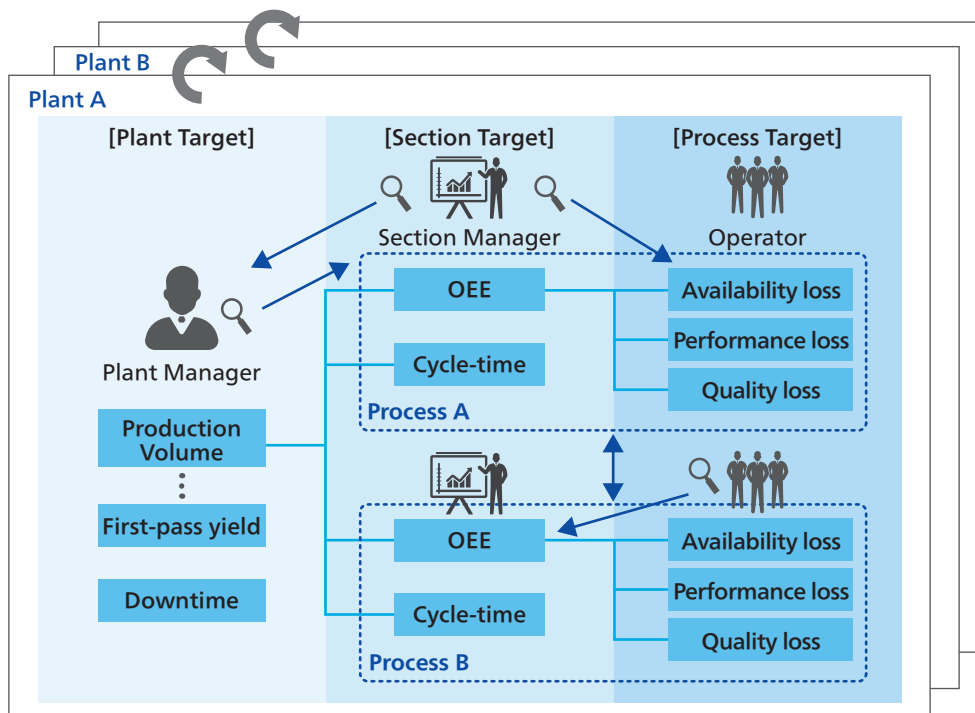 Plant B
Plant A
[Plant Target]
[Section Target]
[Process Target]
Section Manager
Operator
Plant Manager
OEE
Availability loss
Performance loss
Cycle-time
Quality loss
Process A
Production
Volume
First-pass yield
Downtime
OEE
Availability loss
Performance loss
Cycle-time
Quality loss
Process B